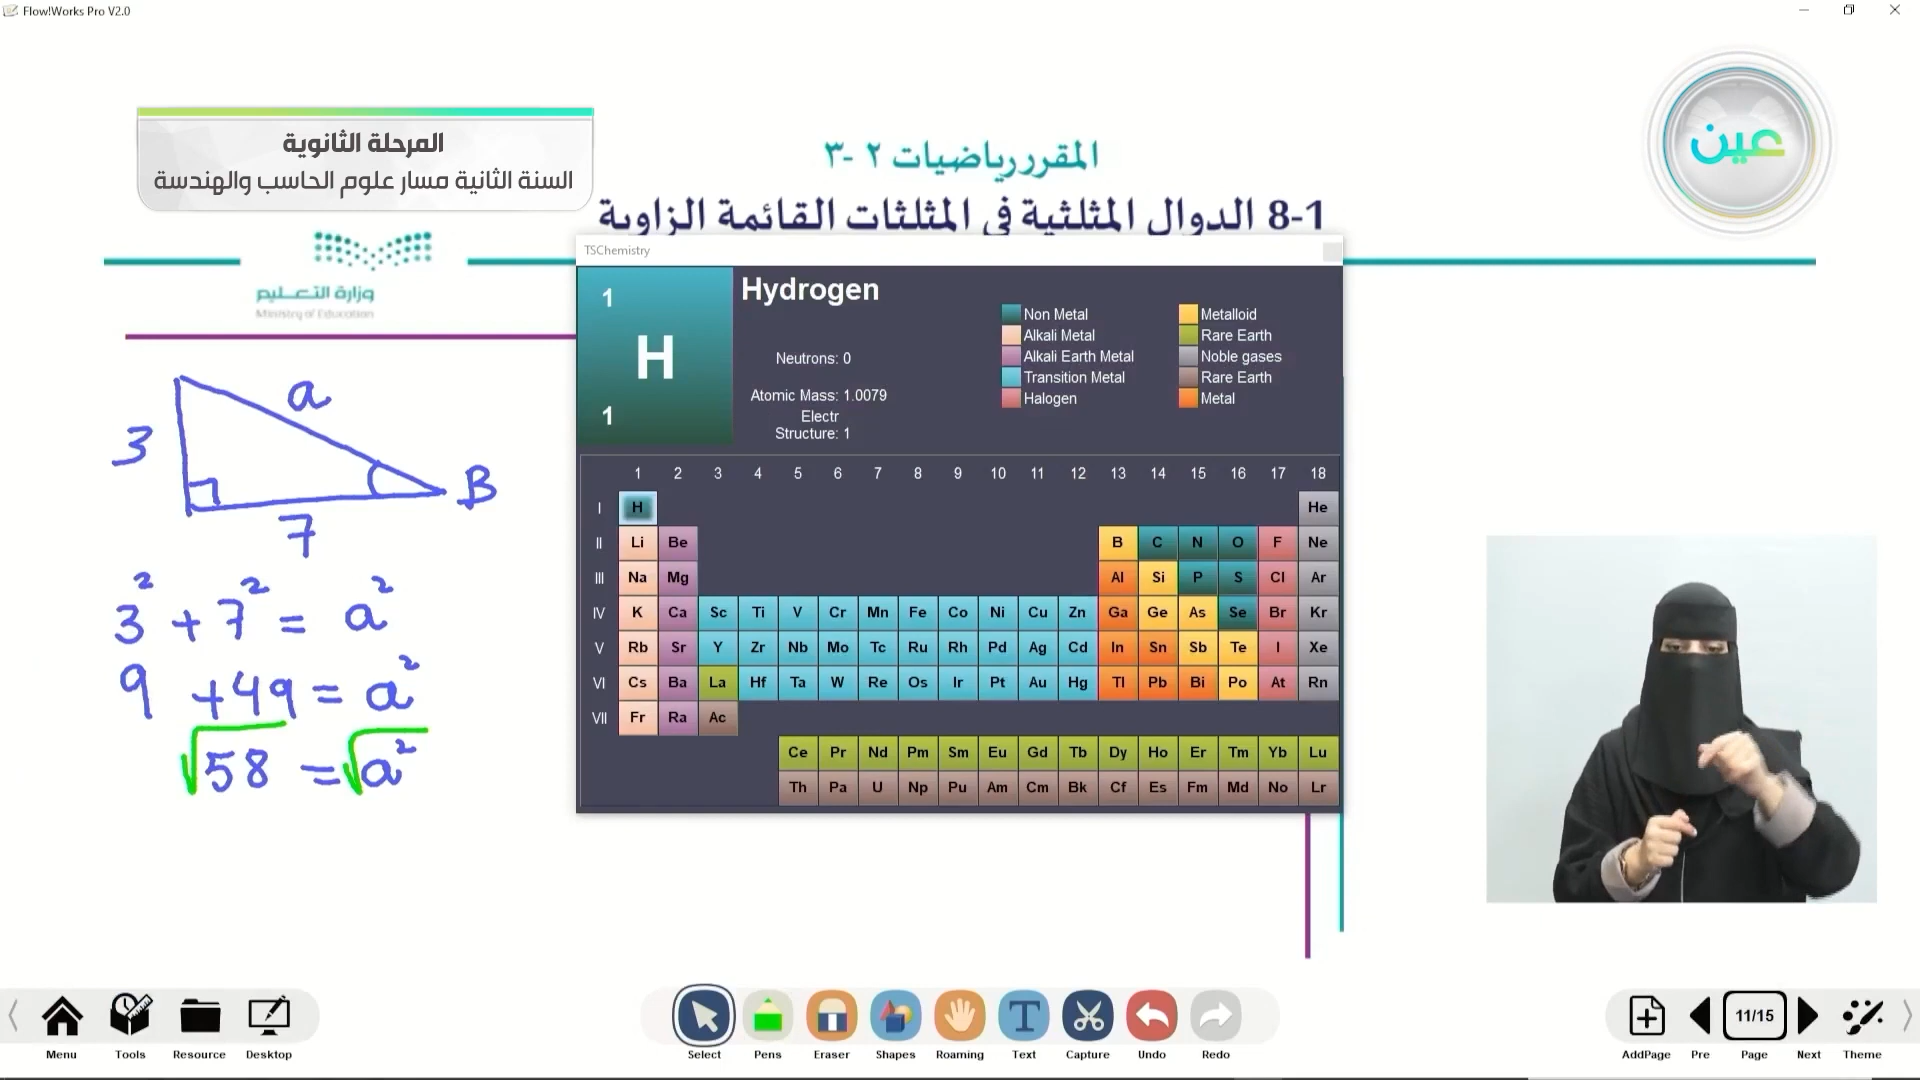 Flow!Works Pro V2.0
المرحلة الثانوية
السنة الثانية مسار علوم الحاسب والهندسة
المقرر رياضيات ٢ -٣
8-1 الدوال المثلثية في المثلثات القائمة الزاوية
عين
وزارة التعليم
Ministry of Education
a
3
B
7
3² + 7² = a²
9 + 49 = a²
√58 = √a²
TSChemistry
1
H
1
Hydrogen
Neutrons: 0
Atomic Mass: 1.0079
Electr
Structure: 1
Non Metal
Alkali Metal
Alkali Earth Metal
Transition Metal
Halogen
Metalloid
Rare Earth
Noble gases
Rare Earth
Metal
1 2 3 4 5 6 7 8 9 10 11 12 13 14 15 16 17 18
I H He
II Li Be B C N O F Ne
III Na Mg Al Si P S Cl Ar
IV K Ca Sc Ti V Cr Mn Fe Co Ni Cu Zn Ga Ge As Se Br Kr
V Rb Sr Y Zr Nb Mo Tc Ru Rh Pd Ag Cd In Sn Sb Te I Xe
VI Cs Ba La Hf Ta W Re Os Ir Pt Au Hg Tl Pb Bi Po At Rn
VII Fr Ra Ac
Ce Pr Nd Pm Sm Eu Gd Tb Dy Ho Er Tm Yb Lu
Th Pa U Np Pu Am Cm Bk Cf Es Fm Md No Lr
Menu Tools Resource Desktop
Select Pens Eraser Shapes Roaming Text Capture Undo Redo
11/15
AddPage Pre Page Next Theme